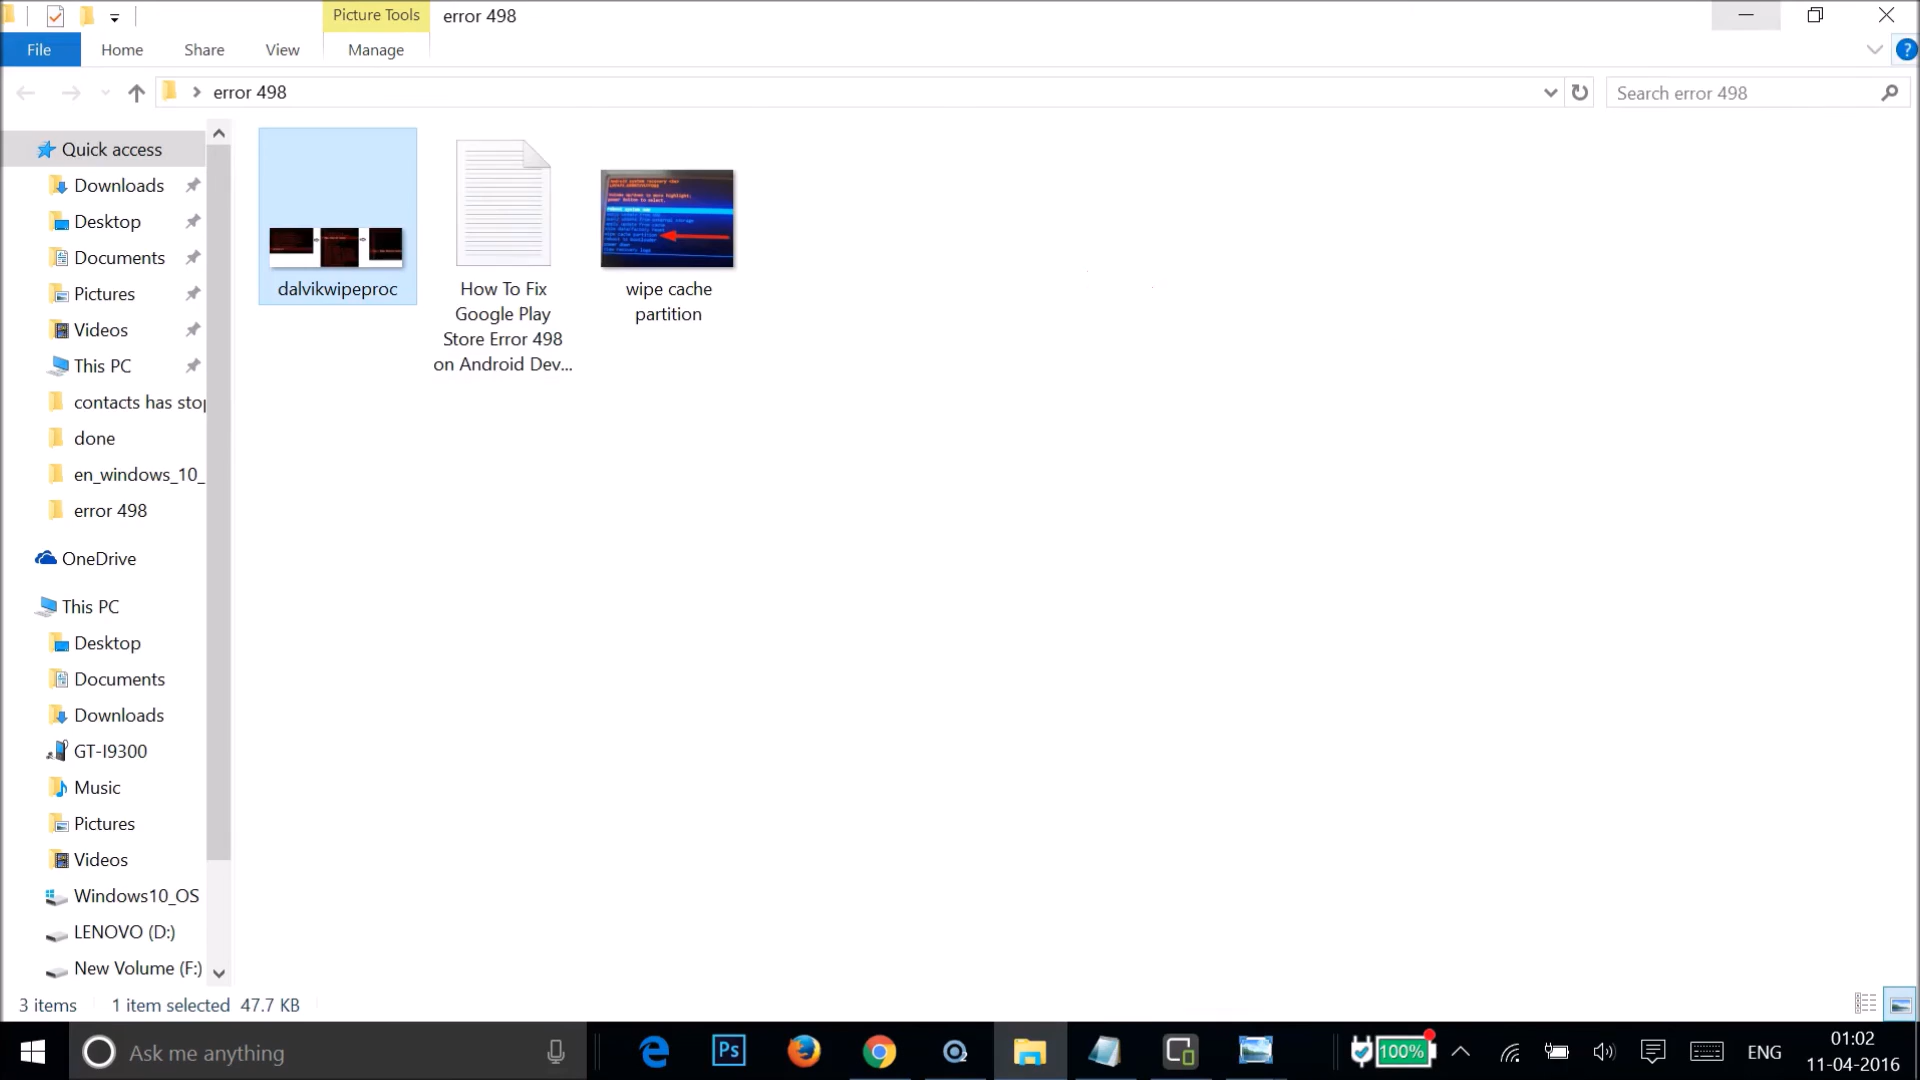 Picture Tools
error 498
File
Home
Share
View
Manage
error 498
Search error 498
Quick access
Downloads
Desktop
Documents
Pictures
Videos
This PC
contacts has stop
done
en_windows_10_
error 498
OneDrive
This PC
Desktop
Documents
Downloads
GT-I9300
Music
Pictures
Videos
Windows10_OS
LENOVO (D:)
New Volume (F:)
dalvikwipeproc
How To Fix
Google Play
Store Error 498
on Android Dev...
wipe cache
partition
3 items
1 item selected 47.7 KB
Ask me anything
Ps
100%
ENG
01:02
11-04-2016